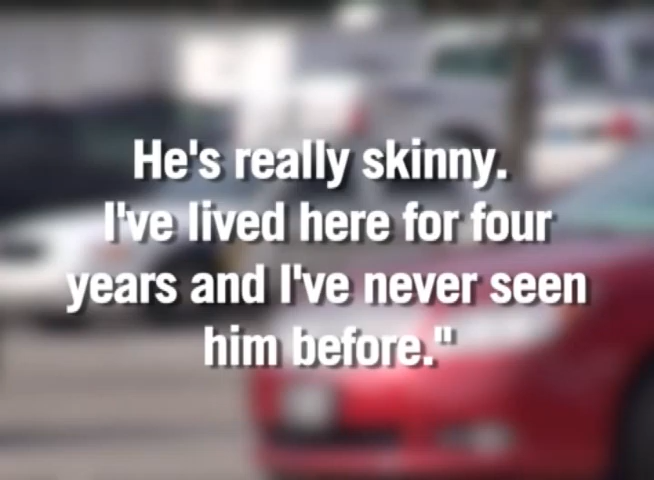 He's really skinny.
I've lived here for four
years and I've never seen
him before."